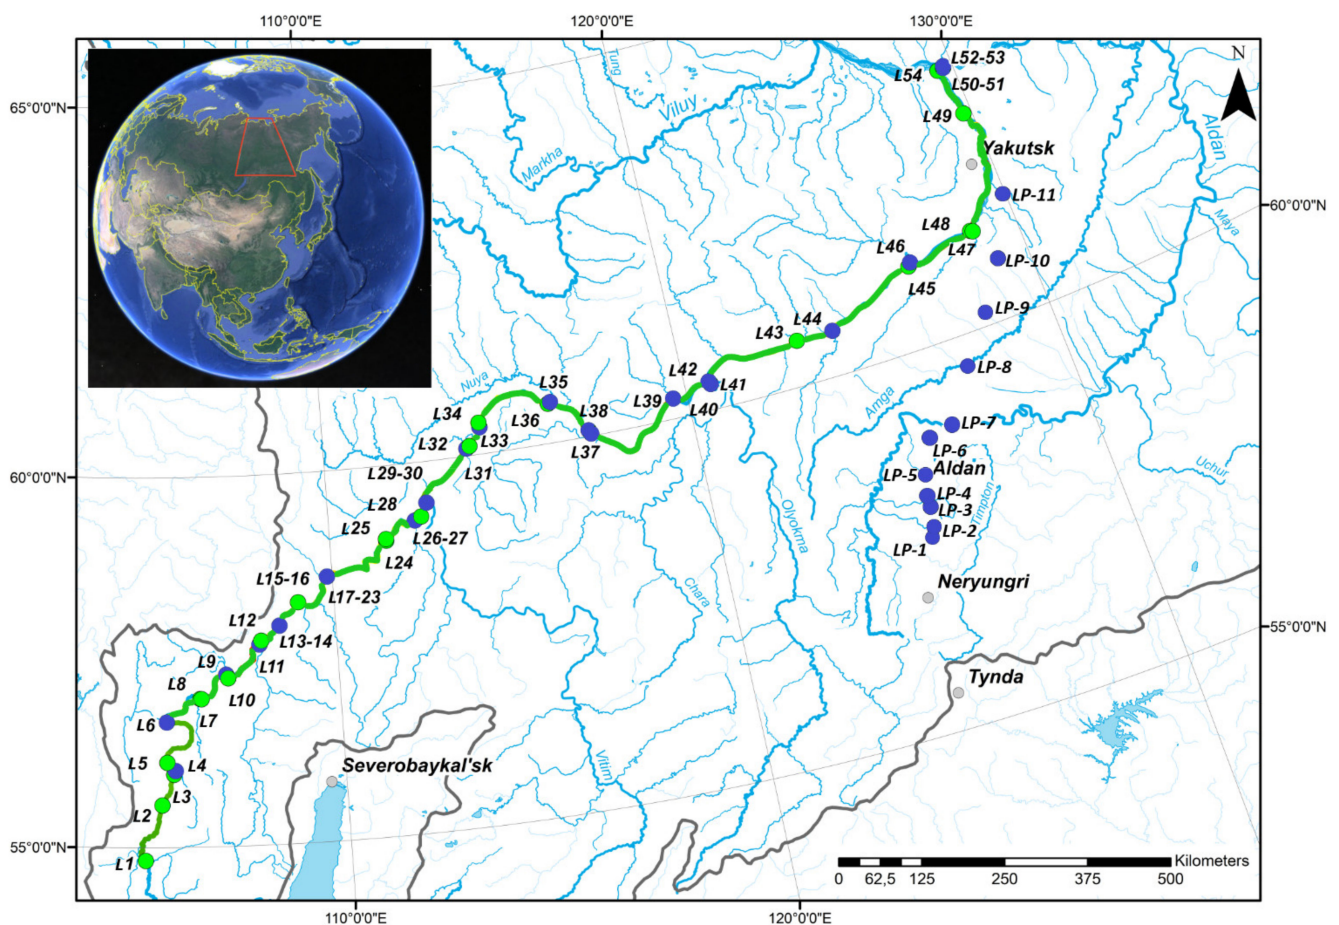 110°0'0"E
120°0'0"E
130°0'0"E
N
65°0'0"N
60°0'0"N
60°0'0"N
55°0'0"N
55°0'0"N
110°0'0"E
120°0'0"E
Tung
Viluy
Markha
Aldan
Maya
L52-53
L54
L50-51
L49
Yakutsk
LP-11
L48
L47
L46
L45
LP-10
LP-9
L44
L43
LP-8
Amga
L42
L41
L39
L40
Nuya
L35
L36
L38
L37
L34
L32
L33
L31
L29-30
LP-7
LP-6
LP-5
Aldan
LP-4
LP-3
LP-2
LP-1
Timpton
Uchur
Olyokma
Chara
L28
L26-27
L25
L24
L15-16
L17-23
Neryungri
L12
L13-14
L11
L9
L10
L8
L7
L6
Tynda
L5
L4
L3
L2
L1
Severobaykal'sk
Vitim
Kilometers
0 62,5 125 250 375 500